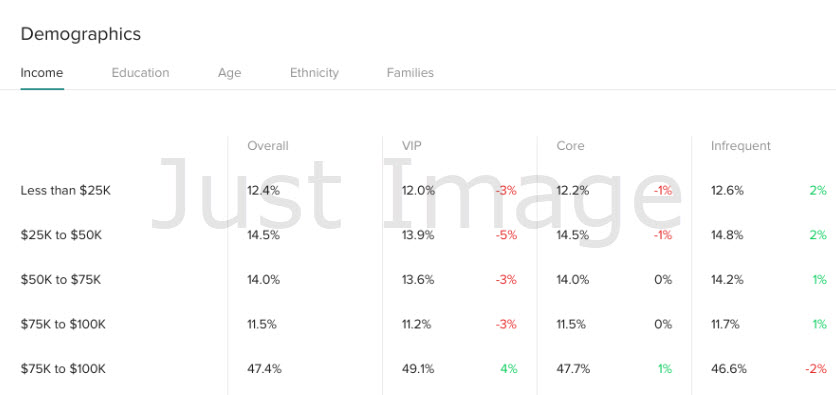 Demographics
Income Education Age Ethnicity Families
Overall VIP Core Infrequent
Less than $25K 12.4% 12.0% -3% 12.2% -1% 12.6% 2%
$25K to $50K 14.5% 13.9% -5% 14.5% -1% 14.8% 2%
$50K to $75K 14.0% 13.6% -3% 14.0% 0% 14.2% 1%
$75K to $100K 11.5% 11.2% -3% 11.5% 0% 11.7% 1%
$75K to $100K 47.4% 49.1% 4% 47.7% 1% 46.6% -2%
Just Image